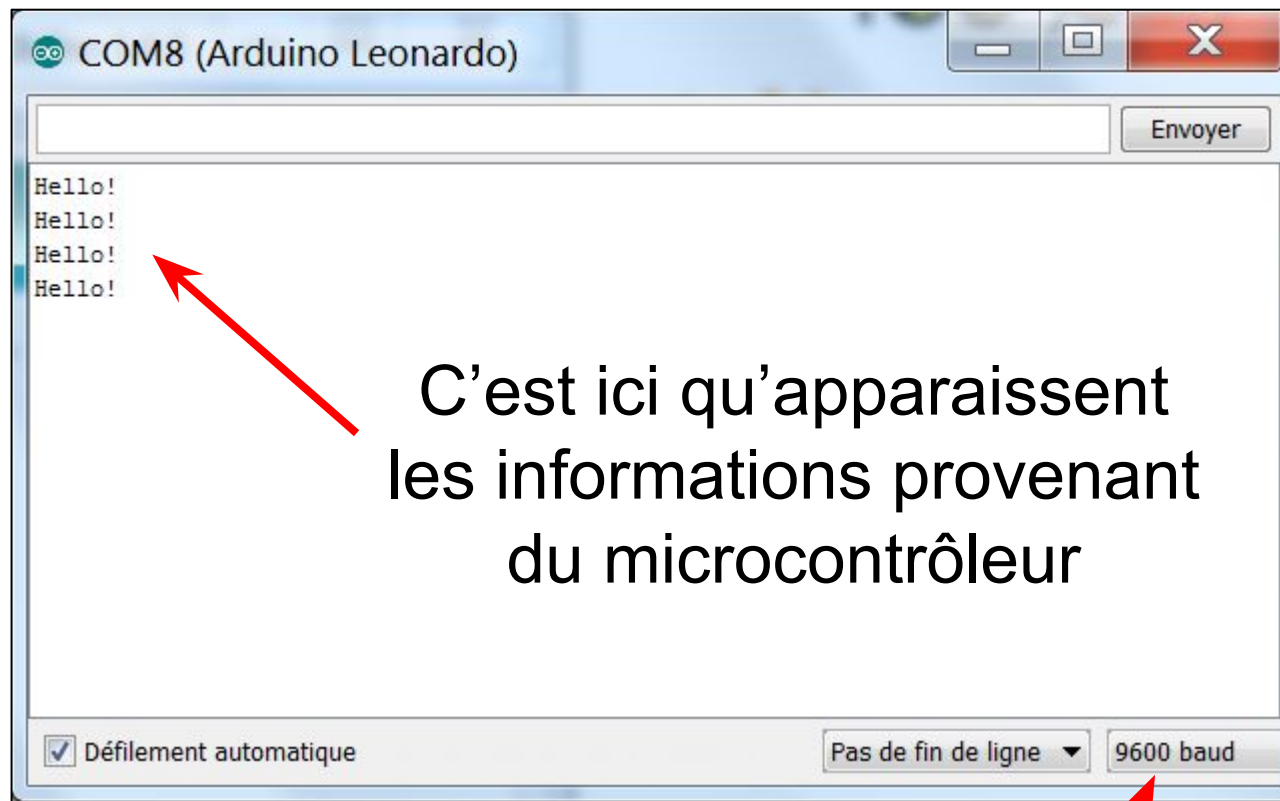 COM8 (Arduino Leonardo)
Envoyer
Hello!
Hello!
Hello!
Hello!
C’est ici qu’apparaissent
les informations provenant
du microcontrôleur
Défilement automatique
Pas de fin de ligne
9600 baud